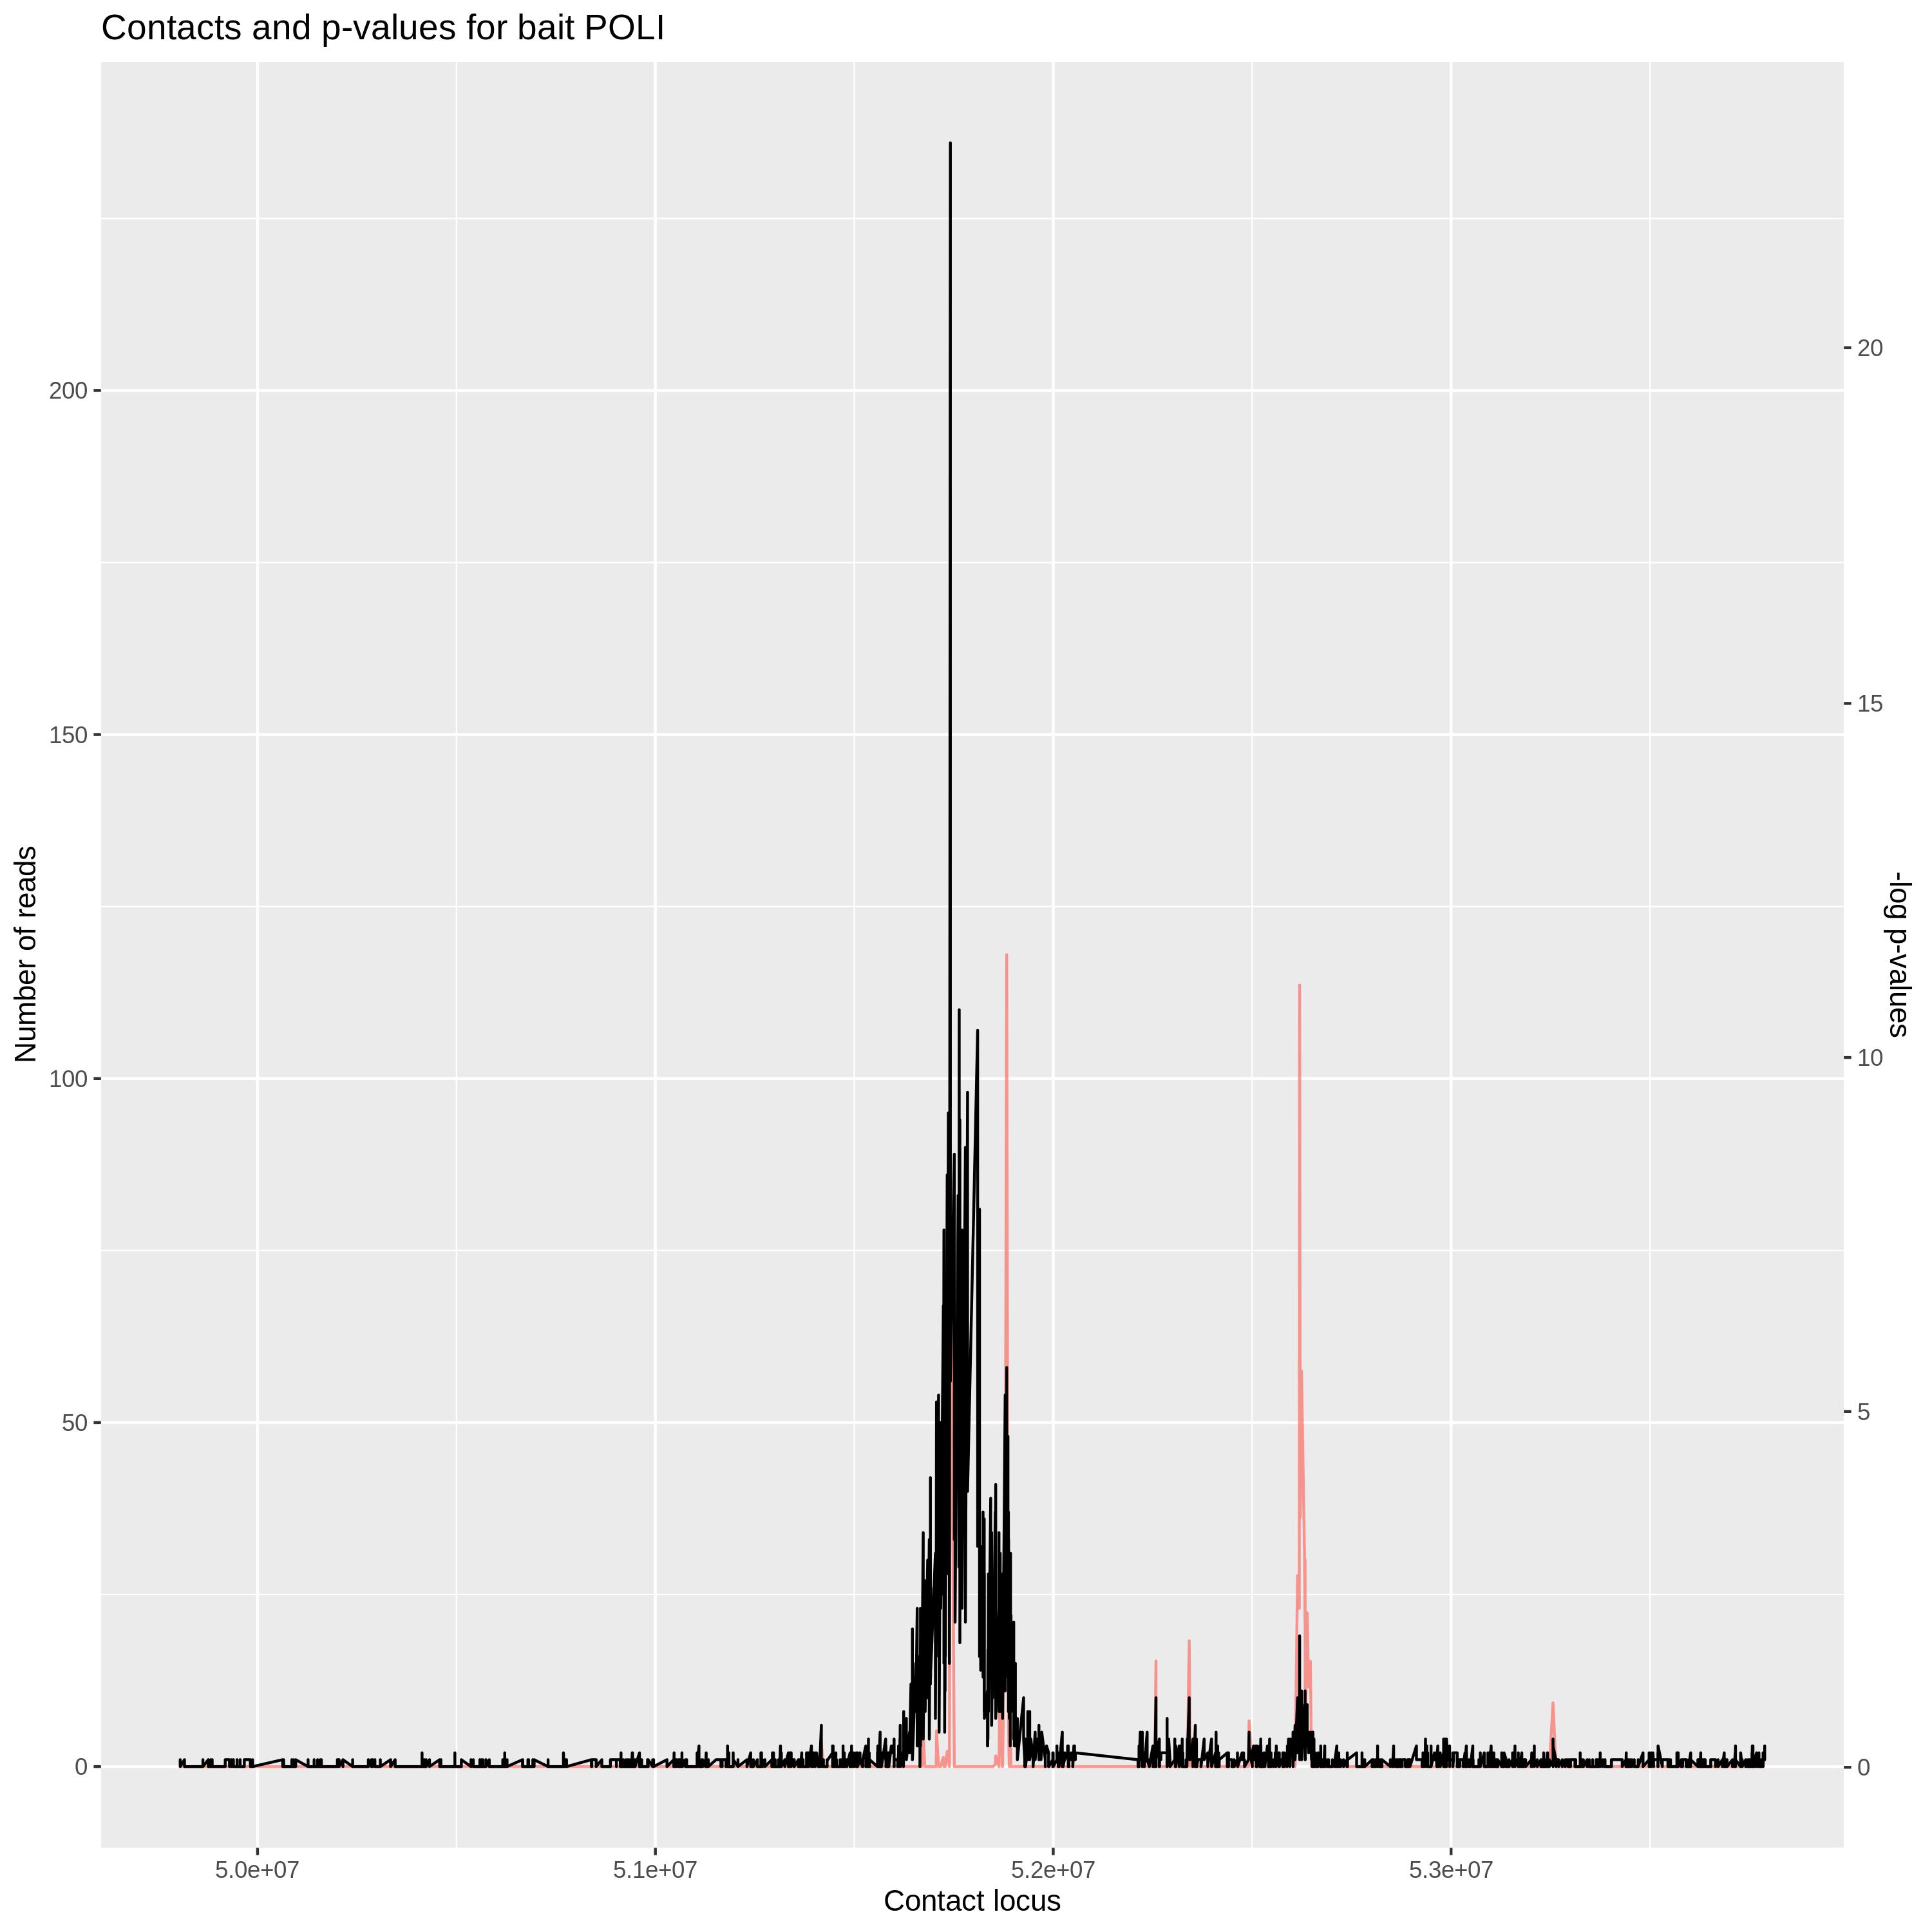 Contacts and p-values for bait POLI
200
150
100
50
0
20
15
10
5
0
Number of reads
-log p-values
5.0e+07
5.1e+07
5.2e+07
5.3e+07
Contact locus